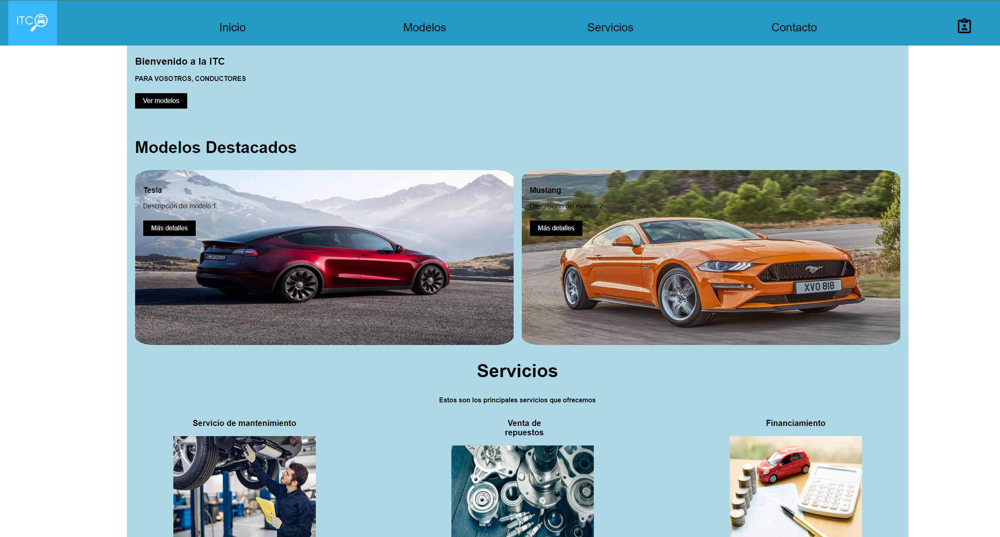 ITC
Inicio
Modelos
Servicios
Contacto
Bienvenido a la ITC
PARA VOSOTROS, CONDUCTORES
Ver modelos
Modelos Destacados
Tesla
Descripción del modelo 1.
Más detalles
Mustang
Descripción del modelo 2.
Más detalles
XVO 818
Servicios
Estos son los principales servicios que ofrecemos
Servicio de mantenimiento
Venta de
repuestos
Financiamiento